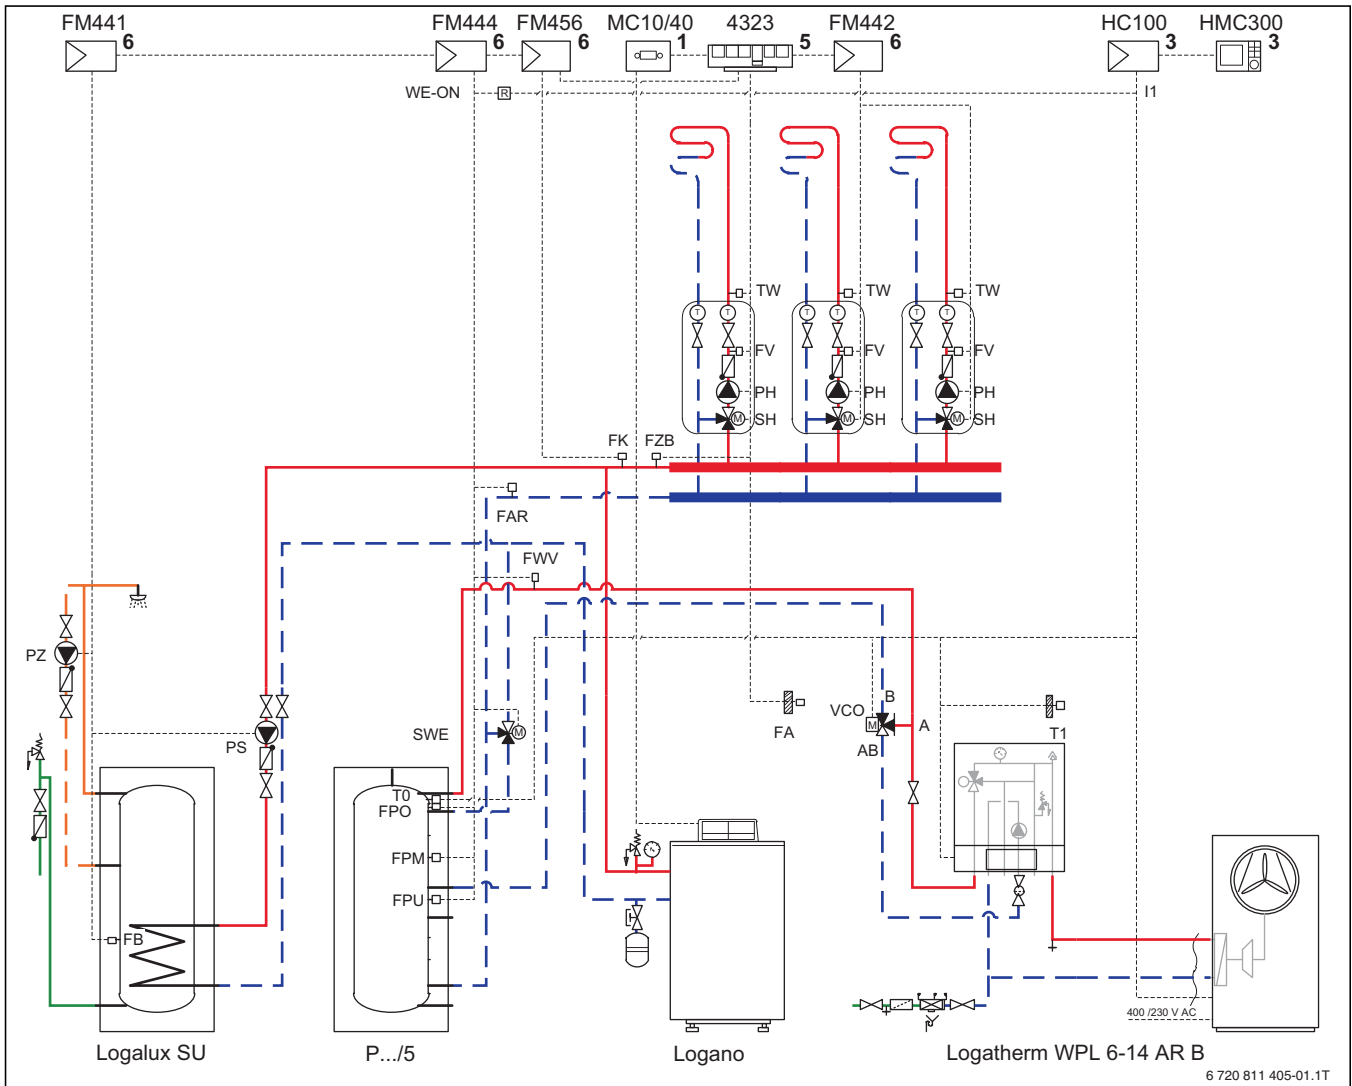 FM441 FM444 FM456 MC10/40 4323 FM442 HC100 HMC300
6 6 6 1 5 6 3 3
WE-ON R I1
TW TW TW
T T T T T T
FV FV FV
PH PH PH
M SH M SH M SH
FK FZB
FAR
FWV
PZ
B
VCO M A
AB
FA
T1
PS
SWE M
T0
FPO
FPM
FPU
FB
400 /230 V AC
Logalux SU P.../5 Logano Logatherm WPL 6-14 AR B
6 720 811 405-01.1T